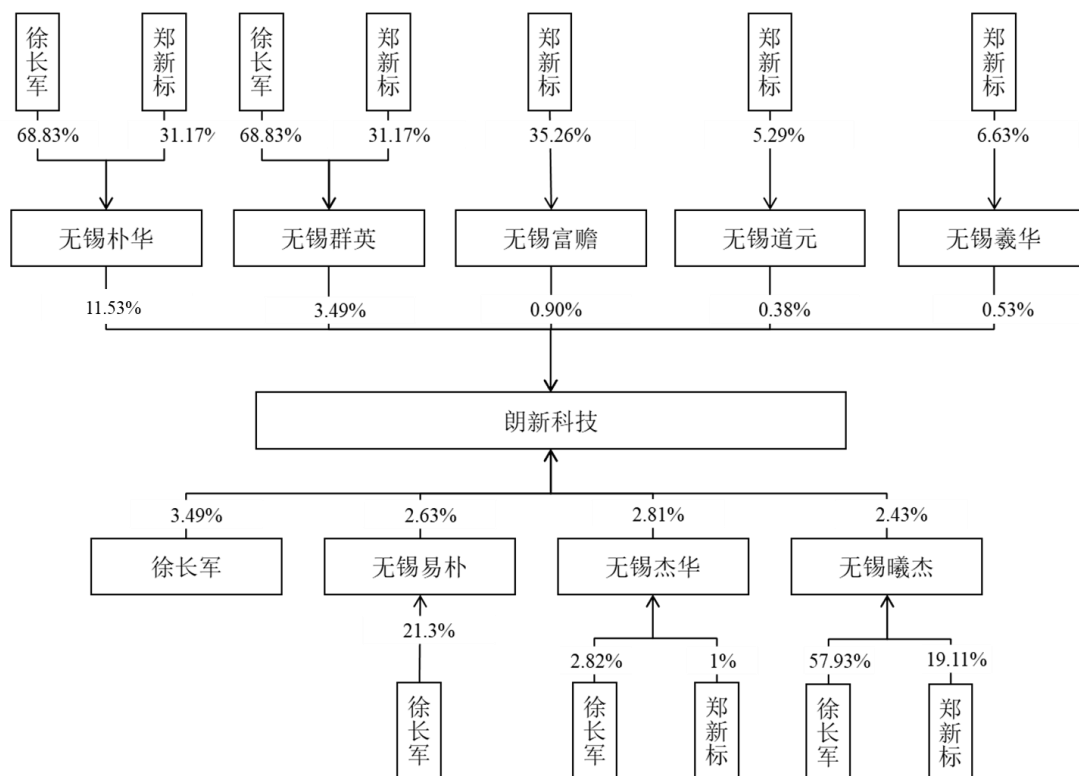 徐长军
郑新标
徐长军
郑新标
郑新标
郑新标
郑新标
68.83%
31.17%
68.83%
31.17%
35.26%
5.29%
6.63%
无锡朴华
无锡群英
无锡富赡
无锡道元
无锡羲华
11.53%
3.49%
0.90%
0.38%
0.53%
朗新科技
3.49%
2.63%
2.81%
2.43%
徐长军
无锡易朴
无锡杰华
无锡曦杰
21.3%
2.82%
1%
57.93%
19.11%
徐长军
徐长军
郑新标
徐长军
郑新标